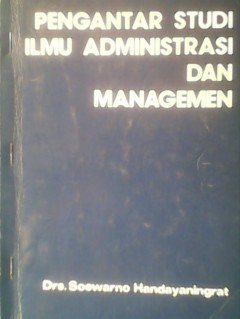 PENGANTAR STUDI
ILMU ADMINISTRASI
DAN
MANAGEMEN
Drs. Soewarno Handayaningrat